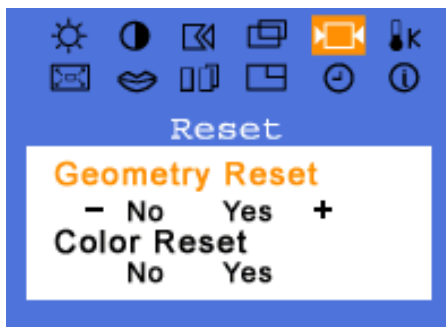 K
Reset
Geometry Reset
- No Yes +
Color Reset
No Yes